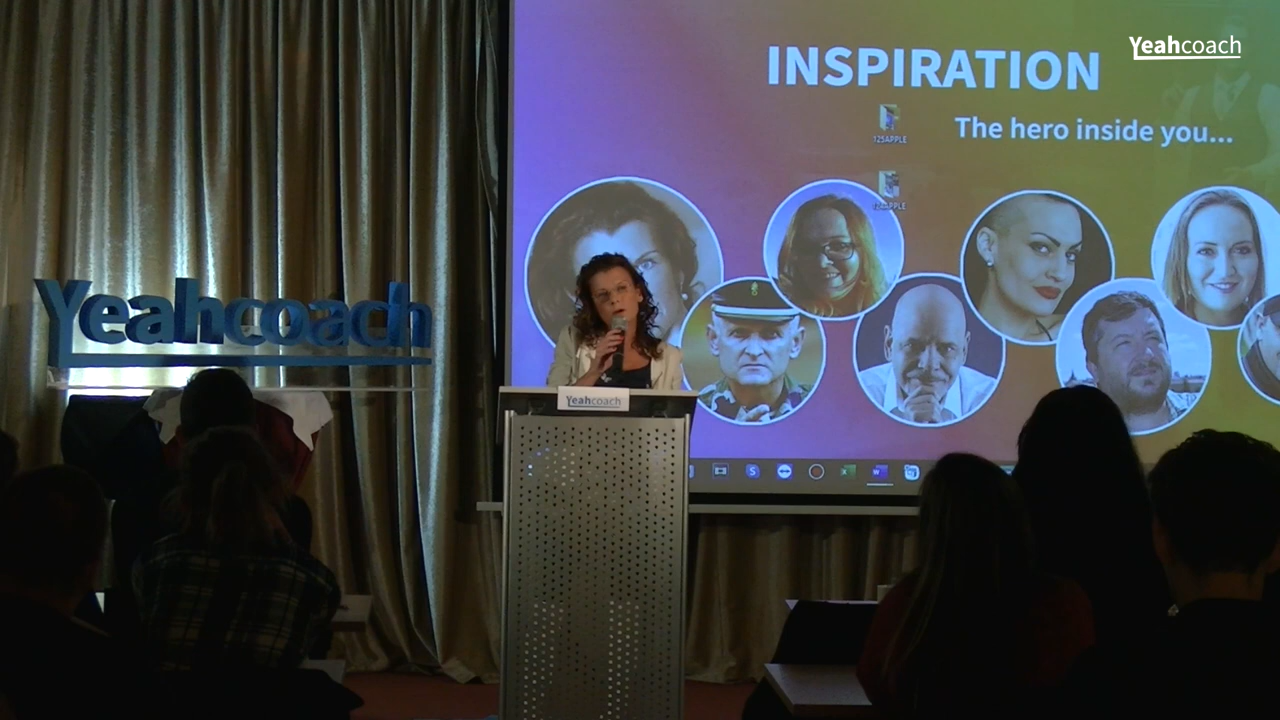 Yeahcoach
INSPIRATION
125APPLE
The hero inside you...
Yeahcoach
Yeahcoach